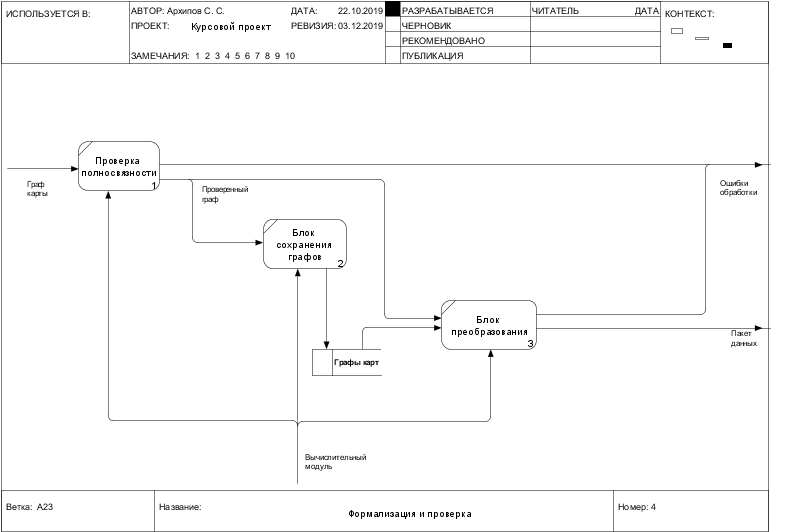 ИСПОЛЬЗУЕТСЯ В:
АВТОР: Архипов С. С.
ДАТА: 22.10.2019
РАЗРАБАТЫВАЕТСЯ
ЧИТАТЕЛЬ ДАТА
КОНТЕКСТ:
ПРОЕКТ: Курсовой проект
РЕВИЗИЯ: 03.12.2019
ЧЕРНОВИК
РЕКОМЕНДОВАНО
ЗАМЕЧАНИЯ: 1 2 3 4 5 6 7 8 9 10
ПУБЛИКАЦИЯ
Проверка
полносвязности
1
Граф
карты
Проверенный
граф
Ошибки
обработки
Блок
сохранения
графов
2
Блок
преобразования
3
Пакет
данных
Графы карт
Вычислительный
модуль
Ветка: А23
Название:
Формализация и проверка
Номер: 4